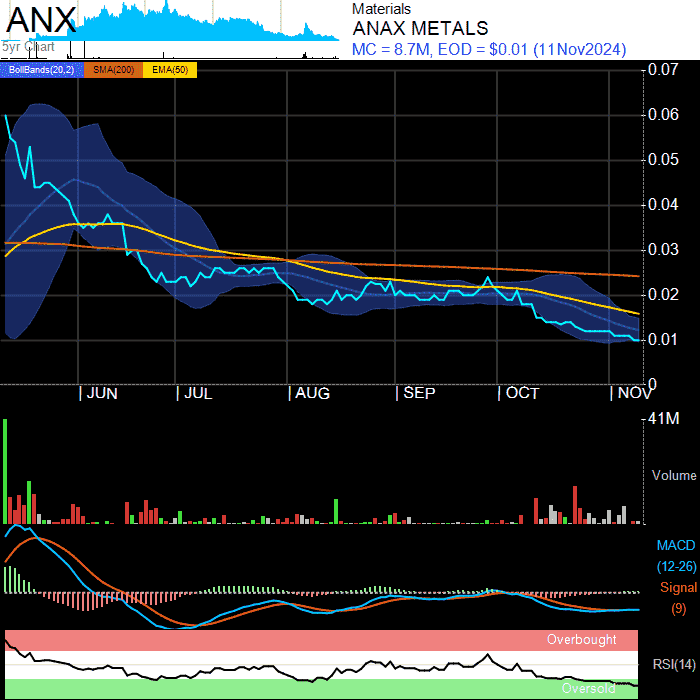 ANX
5yr Chart
Materials
ANAX METALS
MC = 8.7M, EOD = $0.01 (11Nov2024)
BollBands(20,2) SMA(200) EMA(50)
0.07
0.06
0.05
0.04
0.03
0.02
0.01
0
JUN JUL AUG SEP OCT NOV
41M
Volume
MACD
(12-26)
Signal
(9)
Overbought
RSI(14)
Oversold